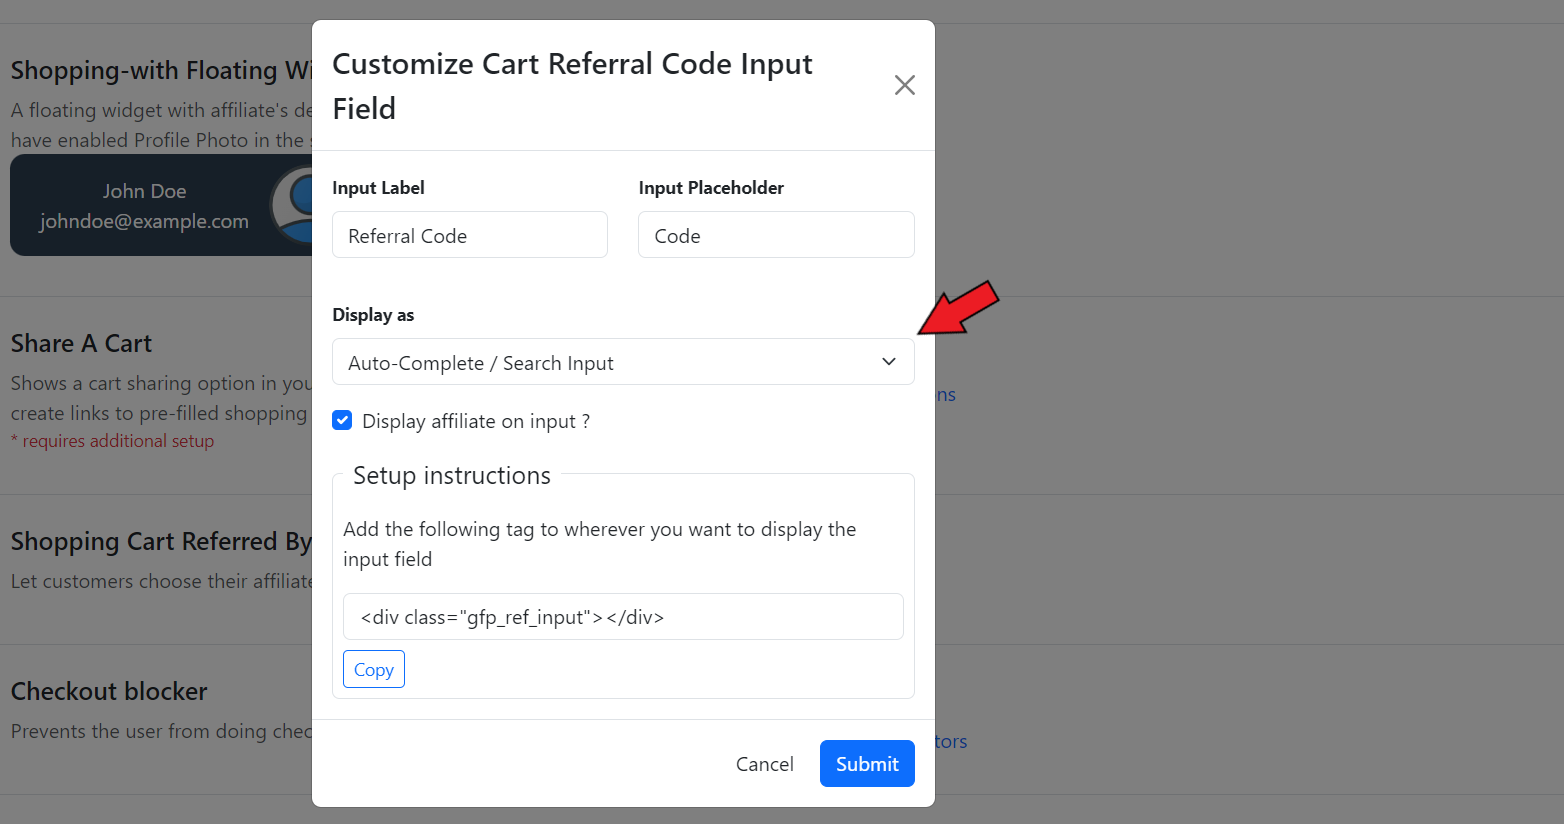 Customize Cart Referral Code Input
Field
Input Label
Input Placeholder
Referral Code
Code
Display as
Auto-Complete / Search Input
Display affiliate on input ?
Setup instructions
Add the following tag to wherever you want to display the
input field
<div class="gfp_ref_input"></div>
Copy
Cancel
Submit
Shopping-with Floating Wi
A floating widget with affiliate's de
have enabled Profile Photo in the
John Doe
johndoe@example.com
Share A Cart
Shows a cart sharing option in you
create links to pre-filled shopping
* requires additional setup
ns
Shopping Cart Referred By
Let customers choose their affiliate
Checkout blocker
Prevents the user from doing chec
tors